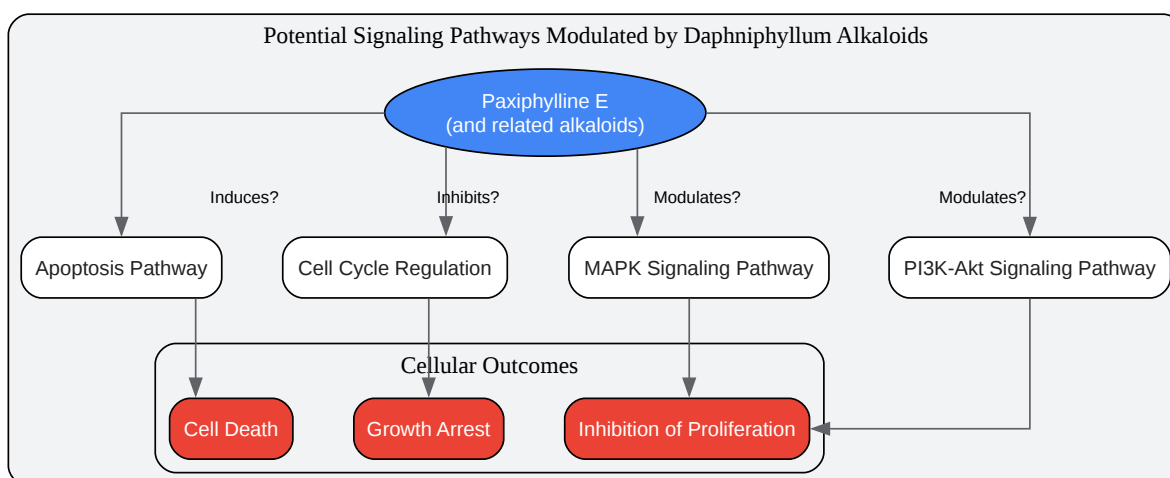 Potential Signaling Pathways Modulated by Daphniphyllum Alkaloids
Paxiphylline E
(and related alkaloids)
Induces?
Inhibits?
Modulates?
Modulates?
Apoptosis Pathway
Cell Cycle Regulation
MAPK Signaling Pathway
PI3K-Akt Signaling Pathway
Cellular Outcomes
Cell Death
Growth Arrest
Inhibition of Proliferation